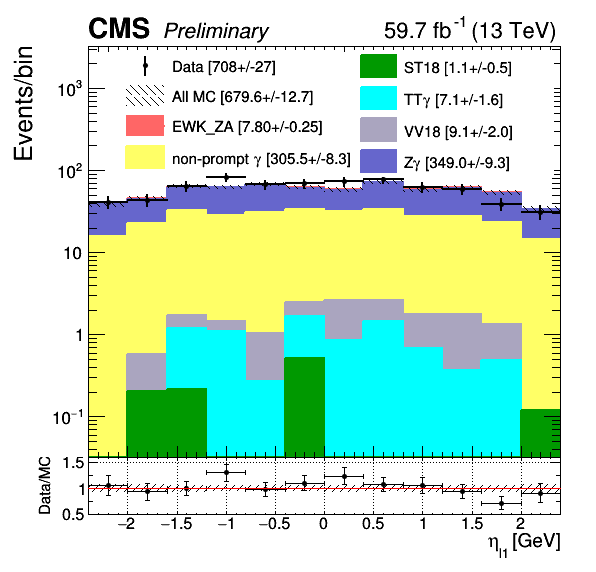 CMS Preliminary 59.7 fb⁻¹ (13 TeV)
Events/bin
Data [708+/-27]
All MC [679.6+/-12.7]
EWK_ZA [7.80+/-0.25]
non-prompt γ [305.5+/-8.3]
ST18 [1.1+/-0.5]
TTγ [7.1+/-1.6]
VV18 [9.1+/-2.0]
Zγ [349.0+/-9.3]
10³
10²
10
1
10⁻¹
Data/MC
1.5
1
0.5
−2 −1.5 −1 −0.5 0 0.5 1 1.5 2
η_l1 [GeV]